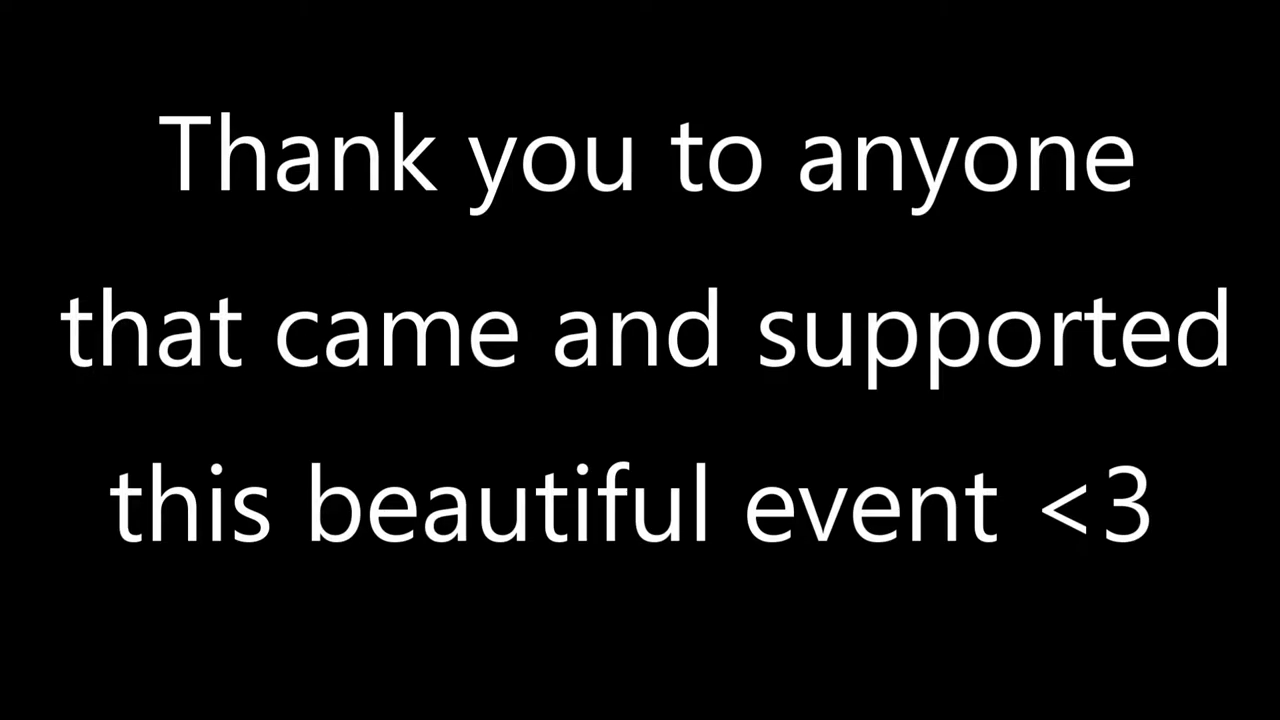 Thank you to anyone
that came and supported
this beautiful event <3